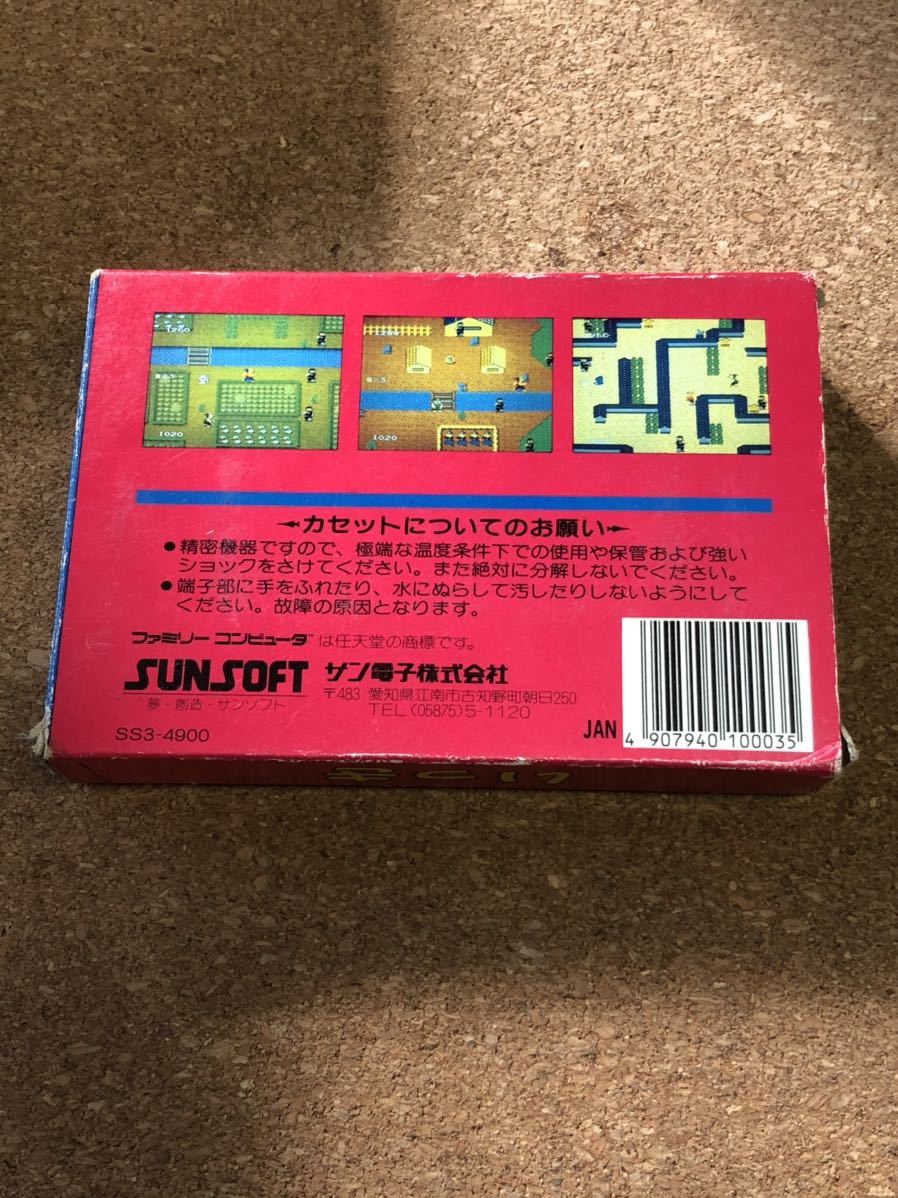 1260
1020
1020
カセットについてのお願い
●精密機器ですので、極端な温度条件下での使用や保管および強い
ショックをさけてください。また絶対に分解しないでください。
●端子部に手をふれたり、水にぬらして汚したりしないようにして
ください。故障の原因となります。
ファミリー コンピュータ™は任天堂の商標です。
SUNSOFT サン電子株式会社
夢・創造・サンソフト
〒483 愛知県江南市古知野町朝日250
TEL(05875)5-1120
SS3-4900
JAN
4 907940 100035